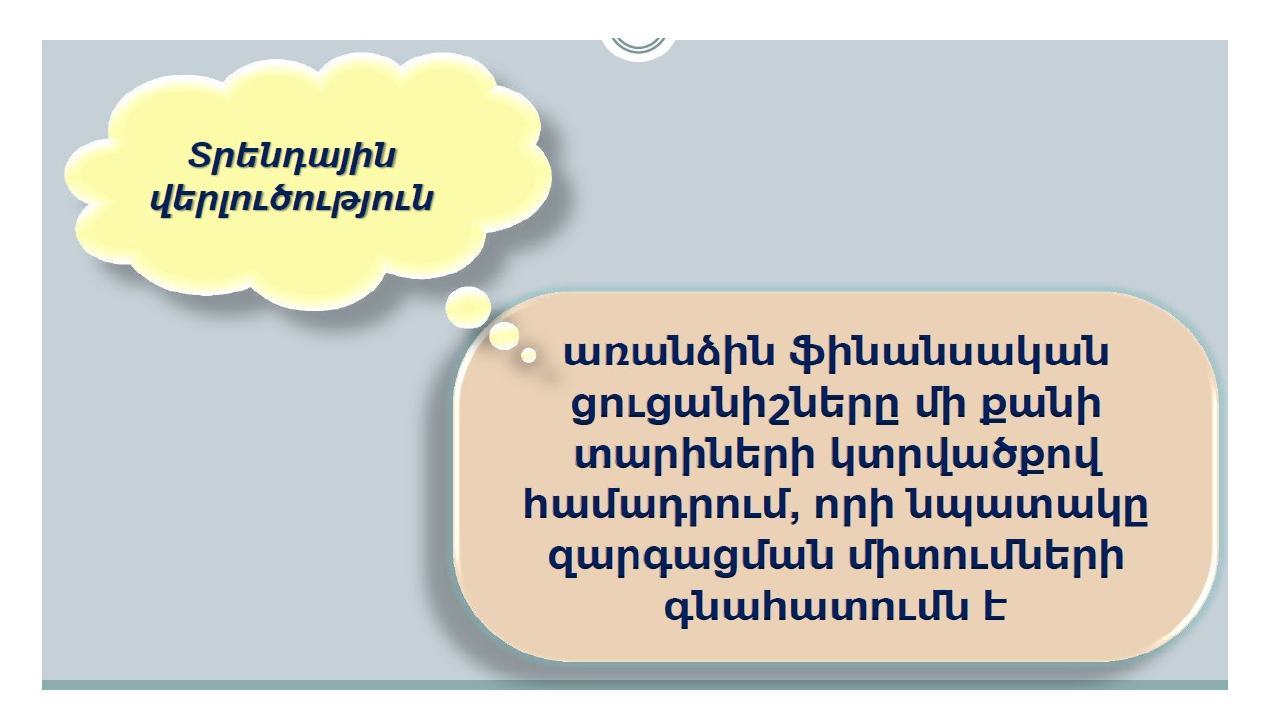 Տրենդային
վերլուծություն
առանձին ֆինանսական
ցուցանիշները մի քանի
տարիների կտրվածքով
համադրում, որի նպատակը
զարգացման միտումների
գնահատումն է